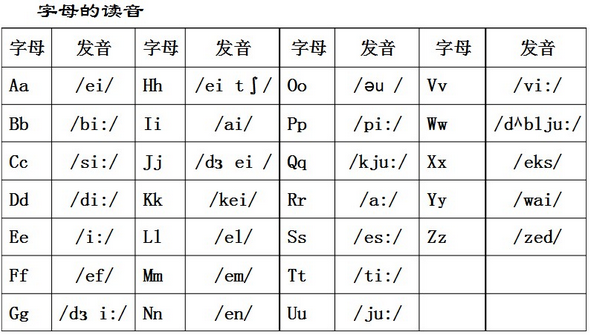 字母的读音
字母 发音 字母 发音 字母 发音 字母 发音
Aa /ei/ Hh /ei t∫/ Oo /əu / Vv /vi:/
Bb /bi:/ Ii /ai/ Pp /pi:/ Ww /d^blju:/
Cc /si:/ Jj /dʒ ei / Qq /kju:/ Xx /eks/
Dd /di:/ Kk /kei/ Rr /a:/ Yy /wai/
Ee /i:/ Ll /el/ Ss /es:/ Zz /zed/
Ff /ef/ Mm /em/ Tt /ti:/
Gg /dʒ i:/ Nn /en/ Uu /ju:/